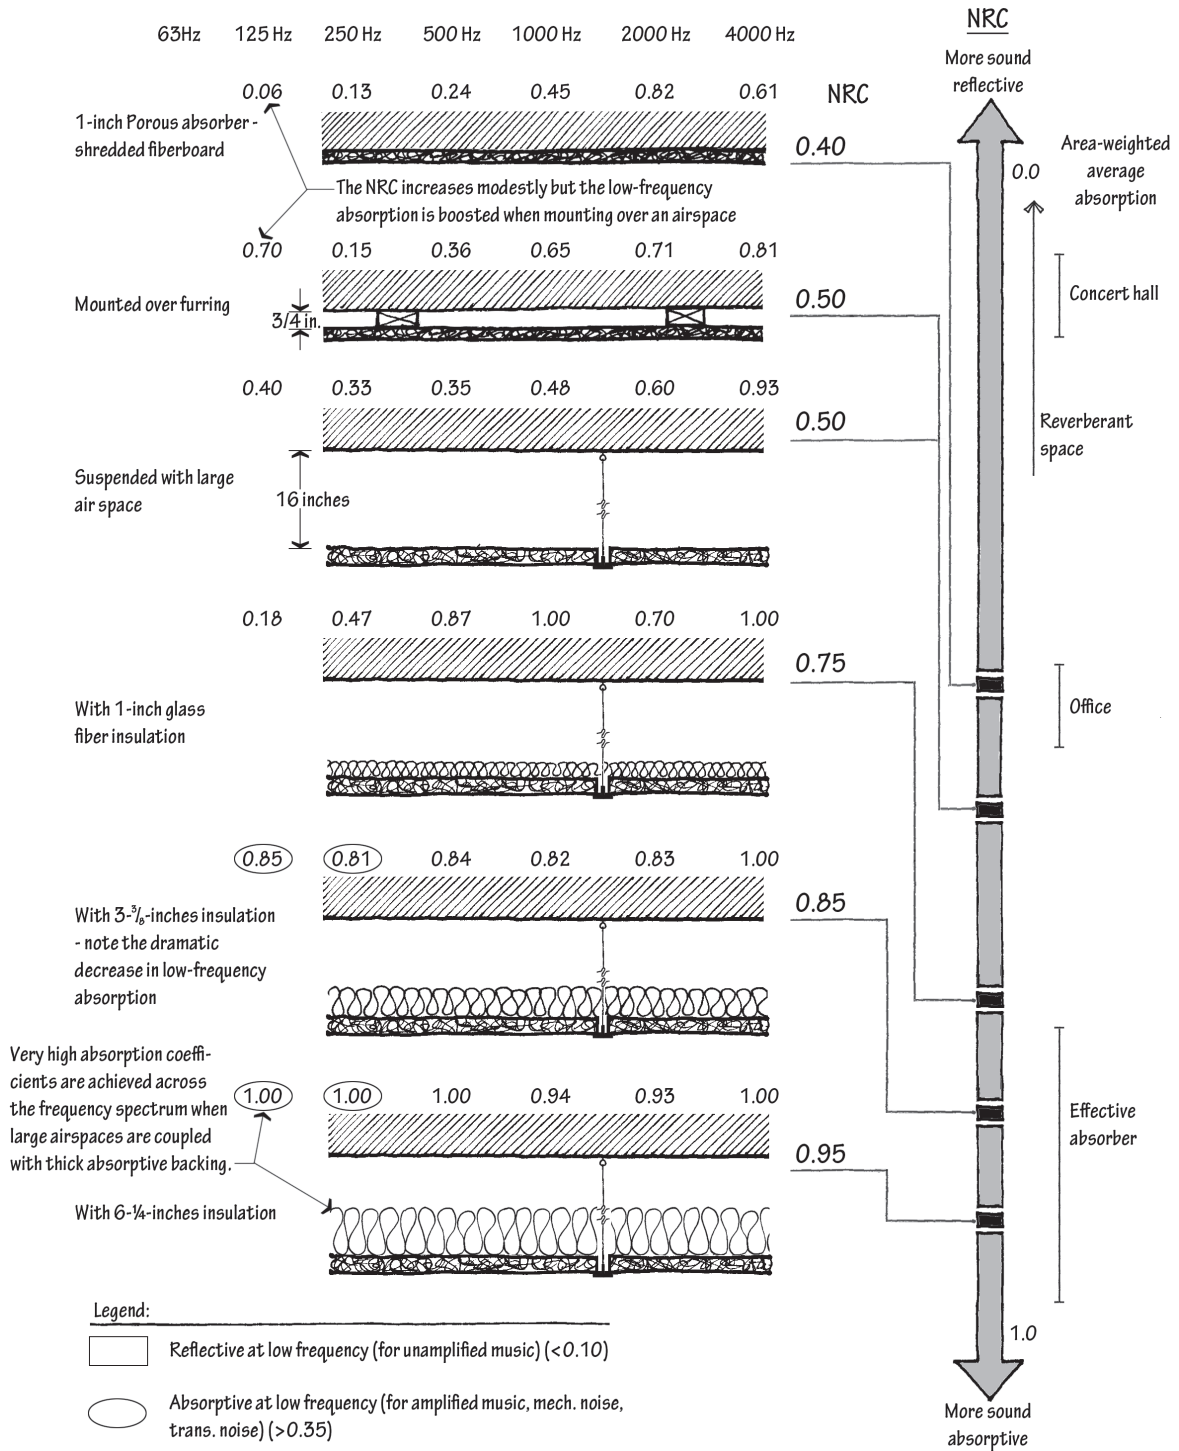 63Hz 125 Hz 250 Hz 500 Hz 1000 Hz 2000 Hz 4000 Hz
0.06 0.13 0.24 0.45 0.82 0.61 NRC
1-inch Porous absorber -
shredded fiberboard
0.40
The NRC increases modestly but the low-frequency
absorption is boosted when mounting over an airspace
0.70 0.15 0.36 0.65 0.71 0.81
Mounted over furring
3/4 in.
0.50
0.40 0.33 0.35 0.48 0.60 0.93
0.50
Suspended with large
air space
16 inches
0.18 0.47 0.87 1.00 0.70 1.00
0.75
With 1-inch glass
fiber insulation
0.85 0.81 0.84 0.82 0.83 1.00
0.85
With 3-⅜-inches insulation
- note the dramatic
decrease in low-frequency
absorption
Very high absorption coeffi-
cients are achieved across
the frequency spectrum when
large airspaces are coupled
with thick absorptive backing.
1.00 1.00 1.00 0.94 0.93 1.00
0.95
With 6-¼-inches insulation
Legend:
Reflective at low frequency (for unamplified music) (<0.10)
Absorptive at low frequency (for amplified music, mech. noise,
trans. noise) (>0.35)
NRC
More sound
reflective
0.0
Area-weighted
average
absorption
Concert hall
Reverberant
space
Office
Effective
absorber
1.0
More sound
absorptive